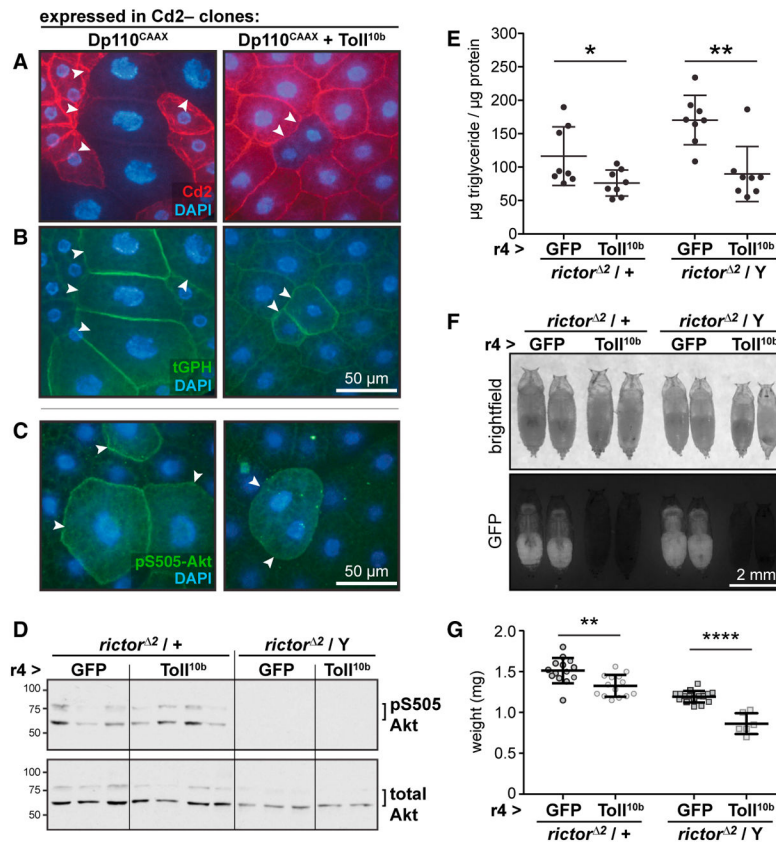 expressed in Cd2– clones:
Dp110CAAX
Dp110CAAX + Toll10b
A
Cd2
DAPI
B
tGPH
DAPI
50 µm
C
pS505-Akt
DAPI
50 µm
D
rictorΔ2 / +
rictorΔ2 / Y
r4 >
GFP
Toll10b
GFP
Toll10b
100
75
50
pS505
Akt
100
75
50
total
Akt
E
µg triglyceride / µg protein
250
200
150
100
50
0
*
**
r4 >
GFP
Toll10b
GFP
Toll10b
rictorΔ2 / +
rictorΔ2 / Y
F
rictorΔ2 / +
rictorΔ2 / Y
r4 >
GFP
Toll10b
GFP
Toll10b
brightfield
GFP
2 mm
G
weight (mg)
2.0
1.5
1.0
0.5
0
**
****
r4 >
GFP
Toll10b
GFP
Toll10b
rictorΔ2 / +
rictorΔ2 / Y